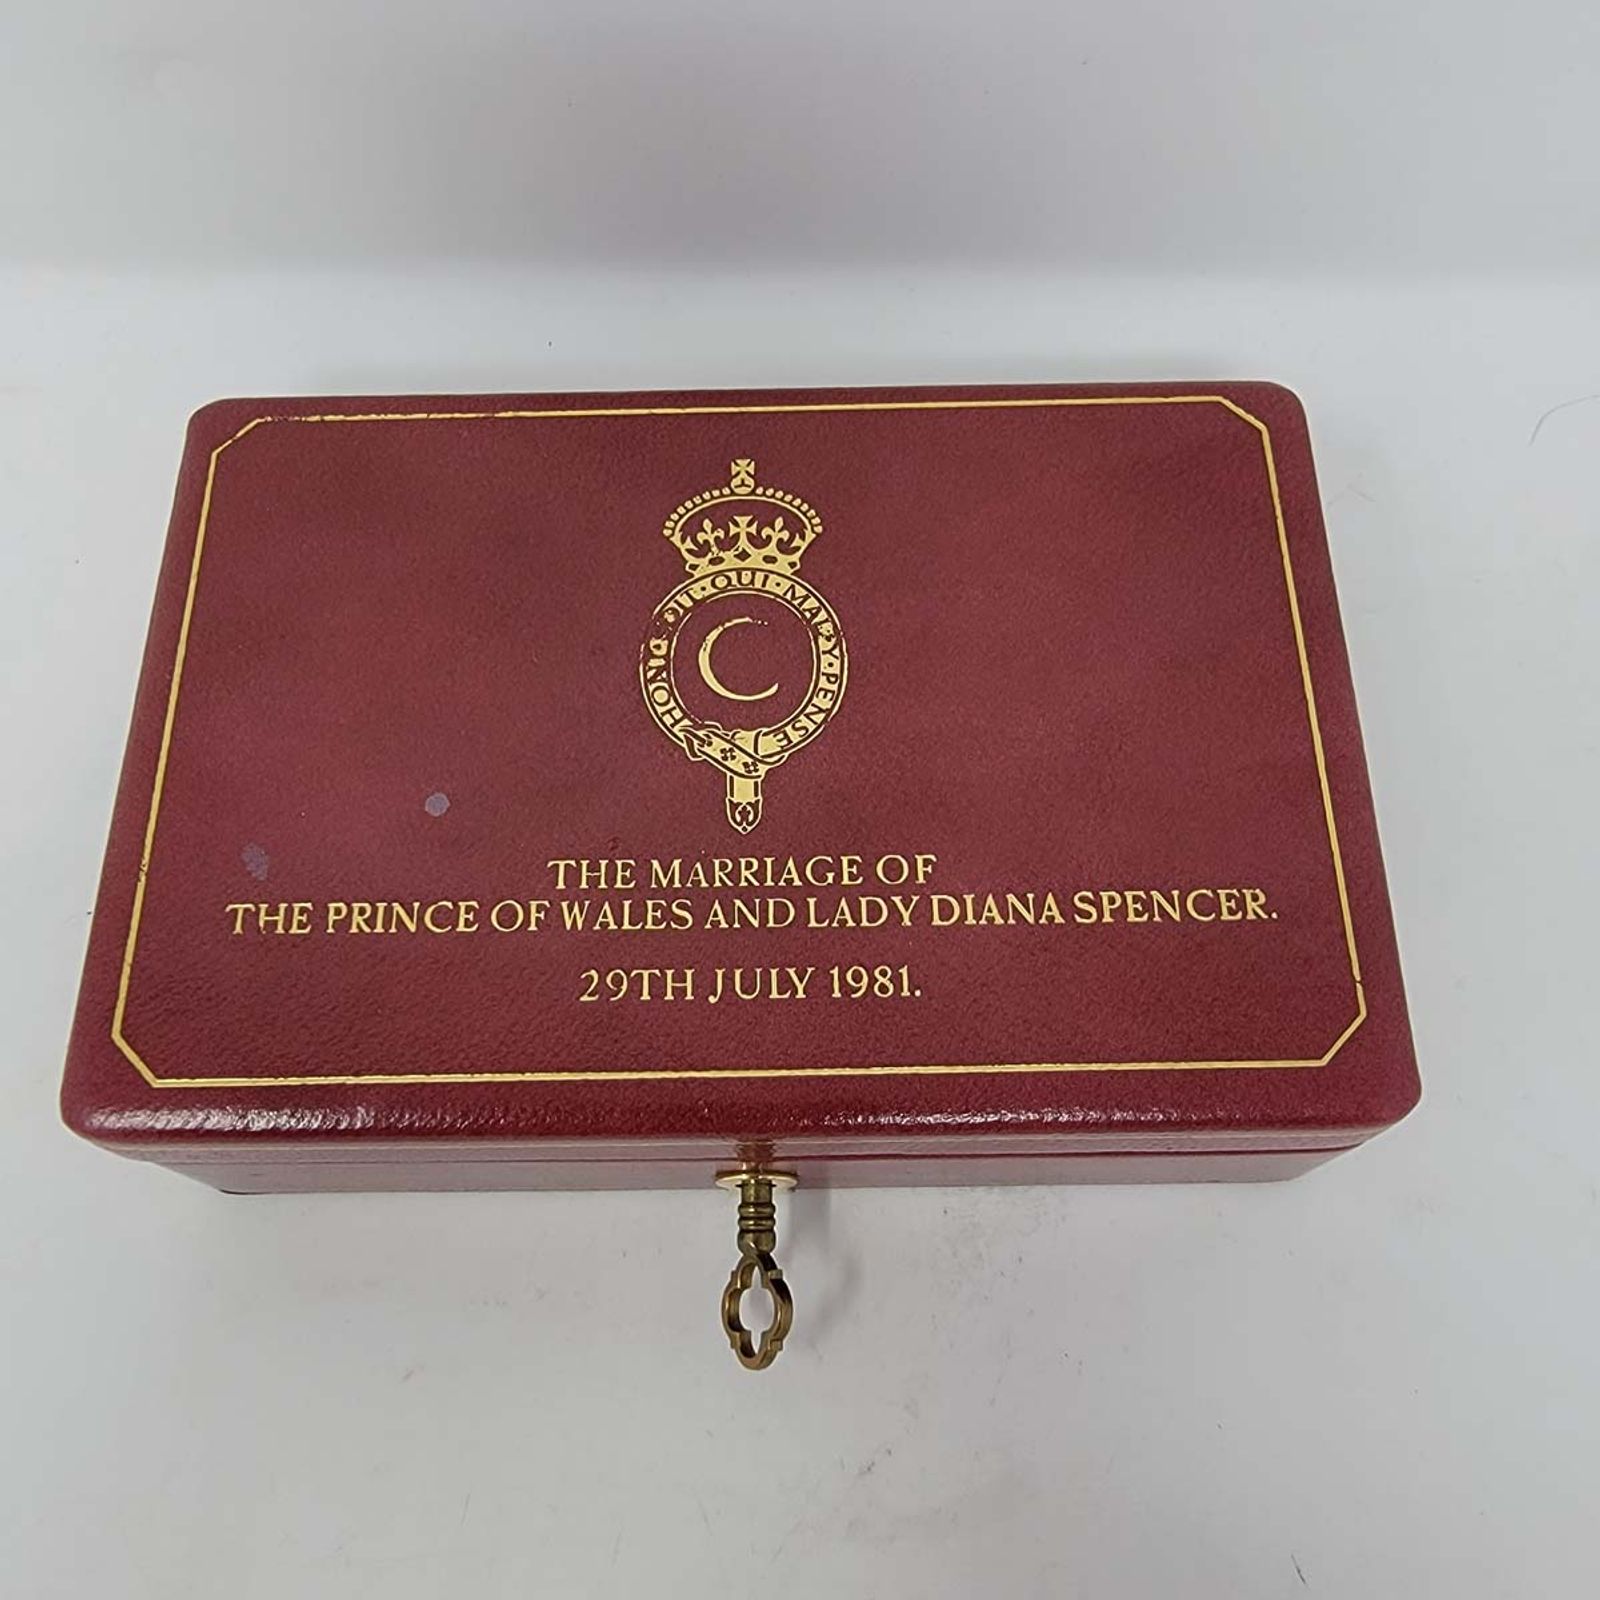 HONI SOIT QUI MAL Y PENSE
C
THE MARRIAGE OF
THE PRINCE OF WALES AND LADY DIANA SPENCER.
29TH JULY 1981.